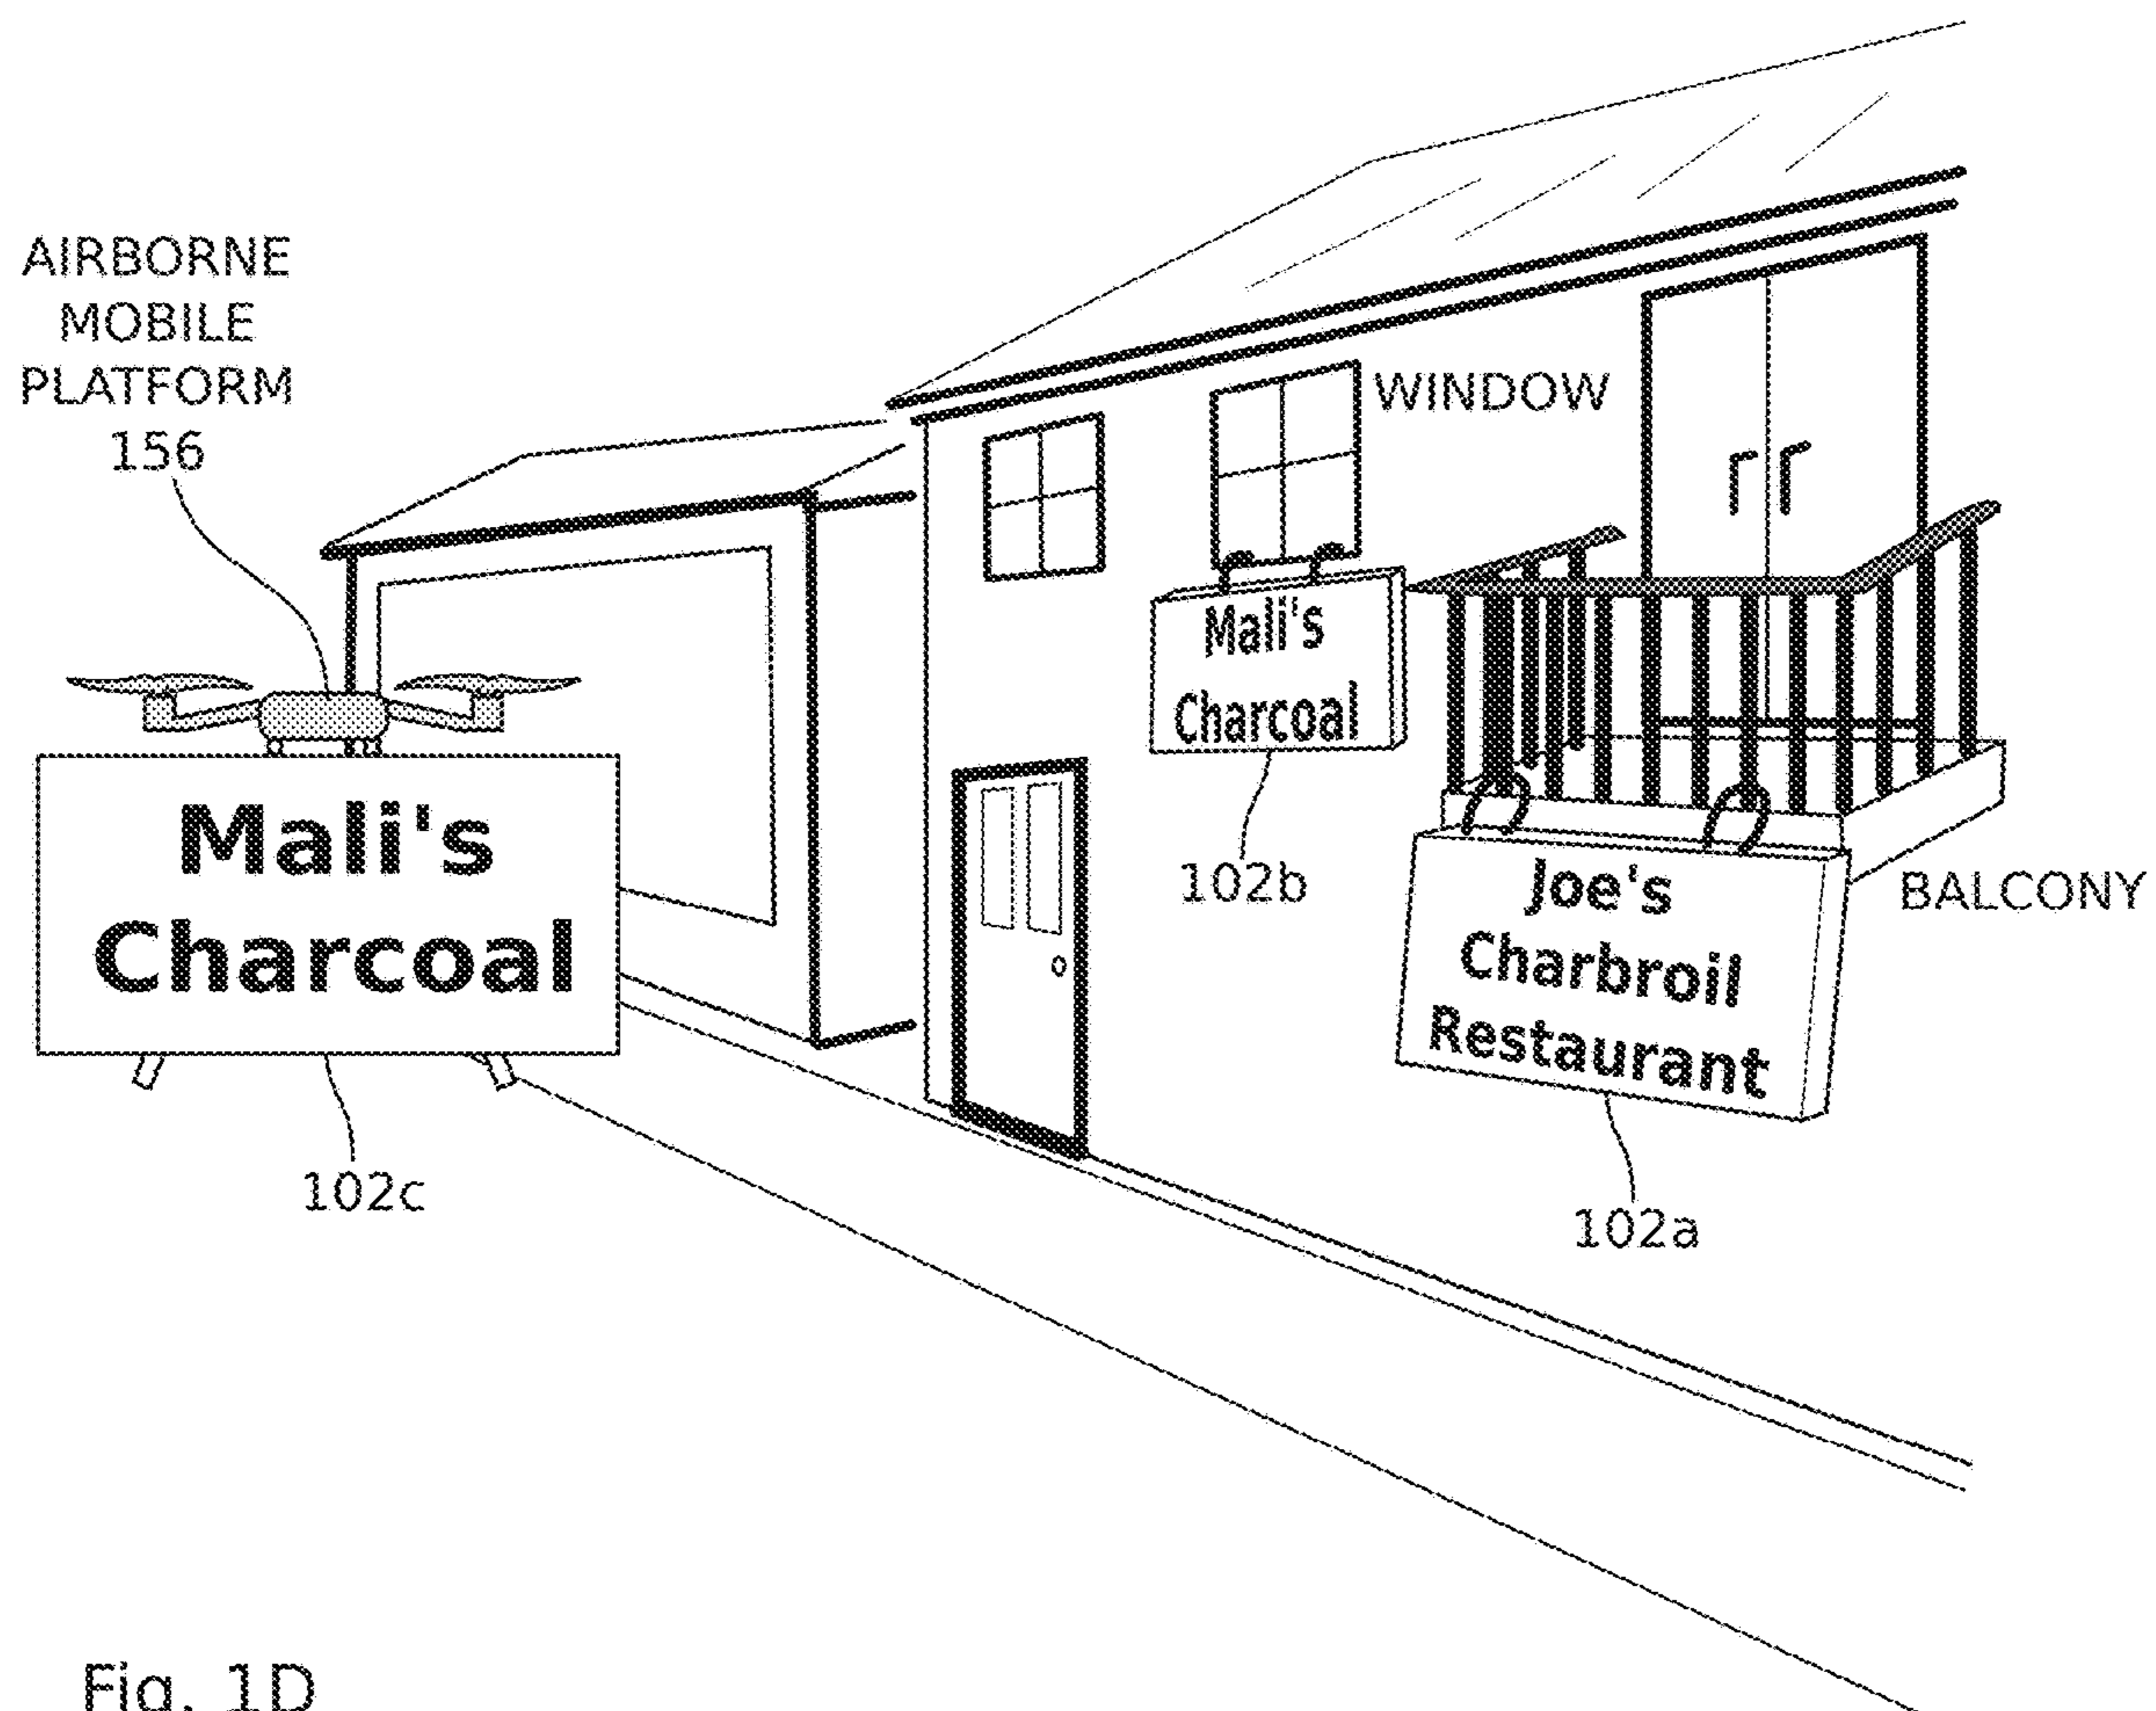 AIRBORNE
MOBILE
PLATFORM
156
WINDOW
Mali's
Charcoal
102b
Mali's
Charcoal
102c
BALCONY
Joe's
Charbroil
Restaurant
102a
Fig. 1D